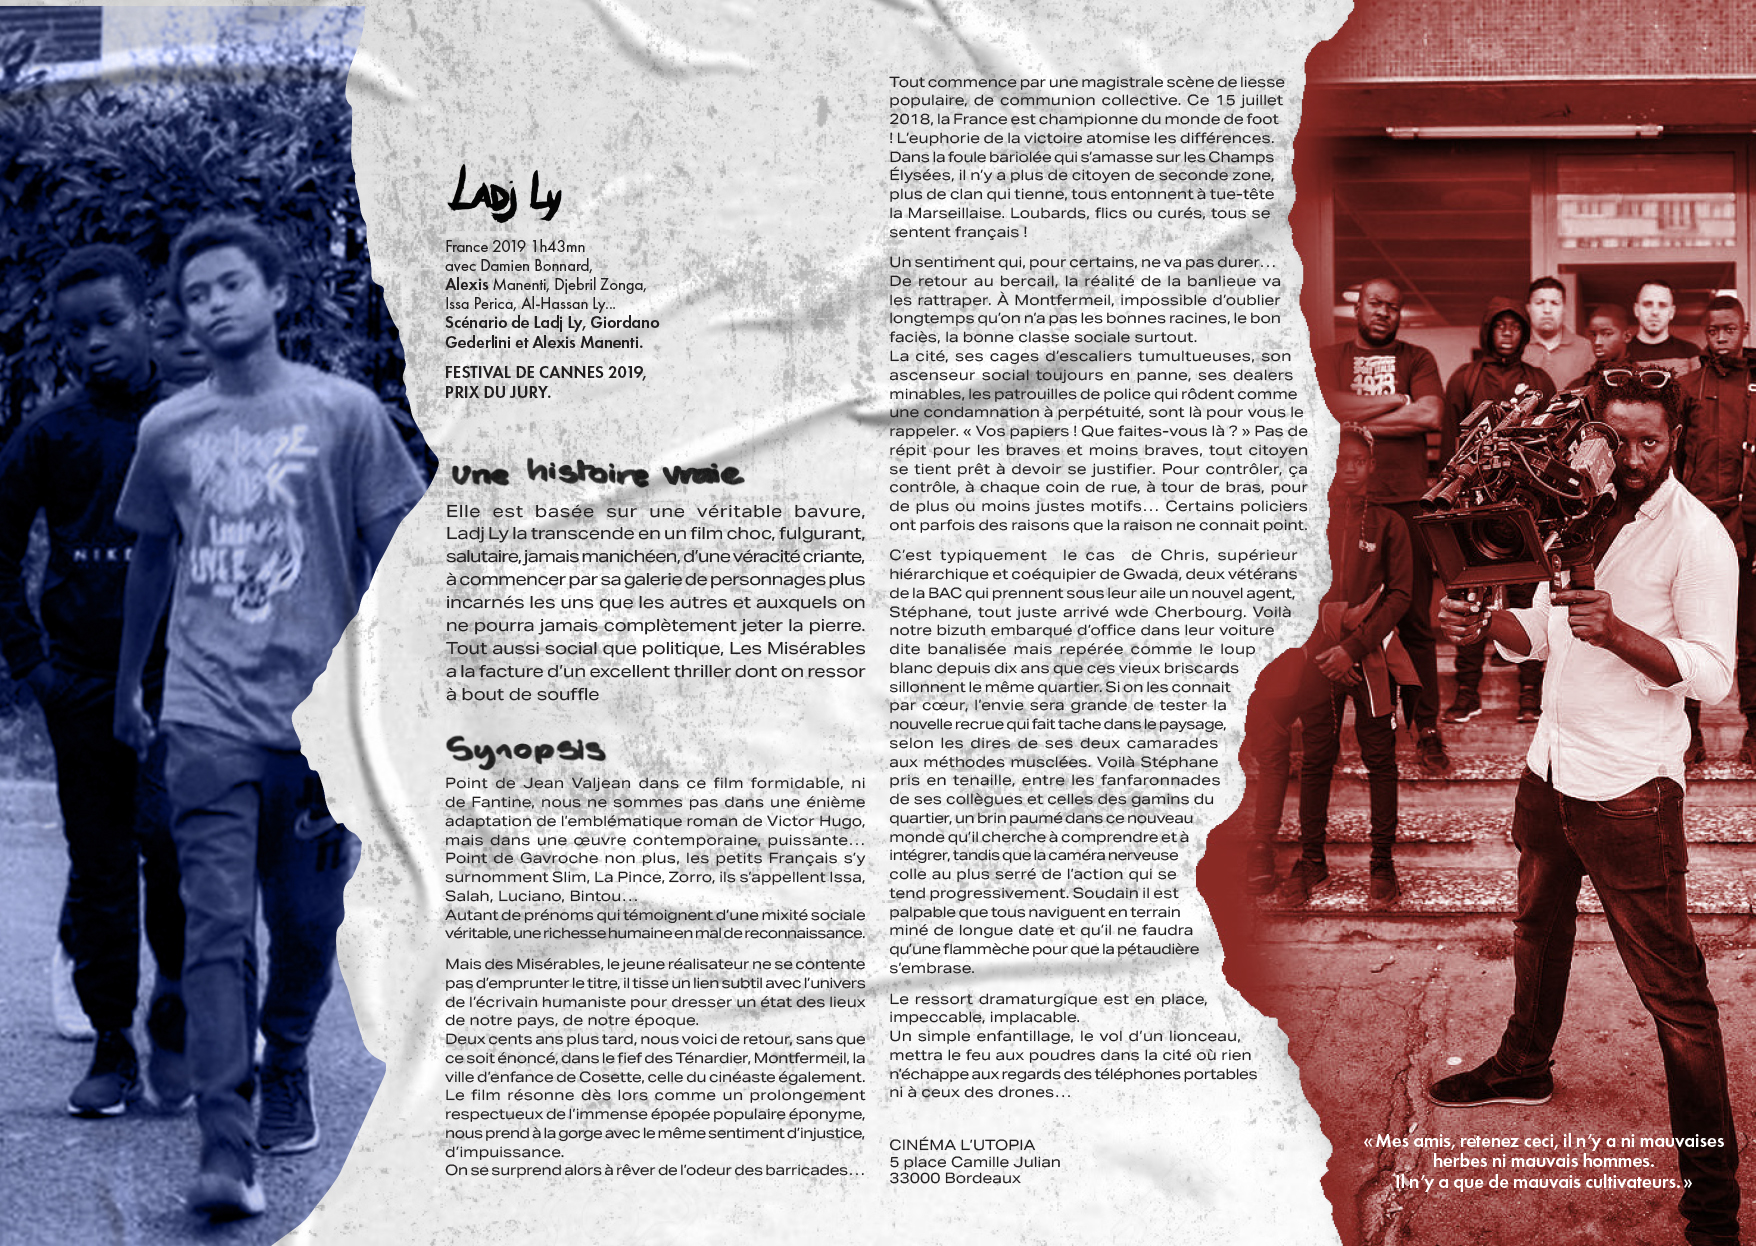 Ladj Ly
France 2019 1h43mn
avec Damien Bonnard,
Alexis Manenti, Djebril Zonga,
Issa Perica, Al-Hassan Ly...
Scénario de Ladj Ly, Giordano
Gederlini et Alexis Manenti.
FESTIVAL DE CANNES 2019,
PRIX DU JURY.
une histoire vraie
Elle est basée sur une véritable bavure,
Ladj Ly la transcende en un film choc, fulgurant,
salutaire, jamais manichéen, d'une véracité criante,
à commencer par sa galerie de personnages plus
incarnés les uns que les autres et auxquels on
ne pourra jamais complètement jeter la pierre.
Tout aussi social que politique, Les Misérables
a la facture d'un excellent thriller dont on ressor
à bout de souffle
Synopsis
Point de Jean Valjean dans ce film formidable, ni
de Fantine, nous ne sommes pas dans une énième
adaptation de l'emblématique roman de Victor Hugo,
mais dans une œuvre contemporaine, puissante…
Point de Gavroche non plus, les petits Français s'y
surnomment Slim, La Pince, Zorro, ils s'appellent Issa,
Salah, Luciano, Bintou…
Autant de prénoms qui témoignent d'une mixité sociale
véritable, une richesse humaine en mal de reconnaissance.
Mais des Misérables, le jeune réalisateur ne se contente
pas d'emprunter le titre, il tisse un lien subtil avec l'univers
de l'écrivain humaniste pour dresser un état des lieux
de notre pays, de notre époque.
Deux cents ans plus tard, nous voici de retour, sans que
ce soit énoncé, dans le fief des Ténardier, Montfermeil, la
ville d'enfance de Cosette, celle du cinéaste également.
Le film résonne dès lors comme un prolongement
respectueux de l'immense épopée populaire éponyme,
nous prend à la gorge avec le même sentiment d'injustice,
d'impuissance.
On se surprend alors à rêver de l'odeur des barricades…
Tout commence par une magistrale scène de liesse
populaire, de communion collective. Ce 15 juillet
2018, la France est championne du monde de foot
! L'euphorie de la victoire atomise les différences.
Dans la foule bariolée qui s'amasse sur les Champs
Élysées, il n'y a plus de citoyen de seconde zone,
plus de clan qui tienne, tous entonnent à tue-tête
la Marseillaise. Loubards, flics ou curés, tous se
sentent français !
Un sentiment qui, pour certains, ne va pas durer…
De retour au bercail, la réalité de la banlieue va
les rattraper. À Montfermeil, impossible d'oublier
longtemps qu'on n'a pas les bonnes racines, le bon
faciès, la bonne classe sociale surtout.
La cité, ses cages d'escaliers tumultueuses, son
ascenseur social toujours en panne, ses dealers
minables, les patrouilles de police qui rôdent comme
une condamnation à perpétuité, sont là pour vous le
rappeler. « Vos papiers ! Que faites-vous là ? » Pas de
répit pour les braves et moins braves, tout citoyen
se tient prêt à devoir se justifier. Pour contrôler, ça
contrôle, à chaque coin de rue, à tour de bras, pour
de plus ou moins justes motifs… Certains policiers
ont parfois des raisons que la raison ne connait point.
C'est typiquement le cas de Chris, supérieur
hiérarchique et coéquipier de Gwada, deux vétérans
de la BAC qui prennent sous leur aile un nouvel agent,
Stéphane, tout juste arrivé wde Cherbourg. Voilà
notre bizuth embarqué d'office dans leur voiture
dite banalisée mais repérée comme le loup
blanc depuis dix ans que ces vieux briscards
sillonnent le même quartier. Si on les connait
par cœur, l'envie sera grande de tester la
nouvelle recrue qui fait tache dans le paysage,
selon les dires de ses deux camarades
aux méthodes musclées. Voilà Stéphane
pris en tenaille, entre les fanfaronnades
de ses collègues et celles des gamins du
quartier, un brin paumé dans ce nouveau
monde qu'il cherche à comprendre et à
intégrer, tandis que la caméra nerveuse
colle au plus serré de l'action qui se
tend progressivement. Soudain il est
palpable que tous naviguent en terrain
miné de longue date et qu'il ne faudra
qu'une flammèche pour que la pétaudière
s'embrase.
Le ressort dramaturgique est en place,
impeccable, implacable.
Un simple enfantillage, le vol d'un lionceau,
mettra le feu aux poudres dans la cité où rien
n'échappe aux regards des téléphones portables
ni à ceux des drones…
CINÉMA L'UTOPIA
5 place Camille Julian
33000 Bordeaux
NIKE
« Mes amis, retenez ceci, il n'y a ni mauvaises
herbes ni mauvais hommes.
Il n'y a que de mauvais cultivateurs. »